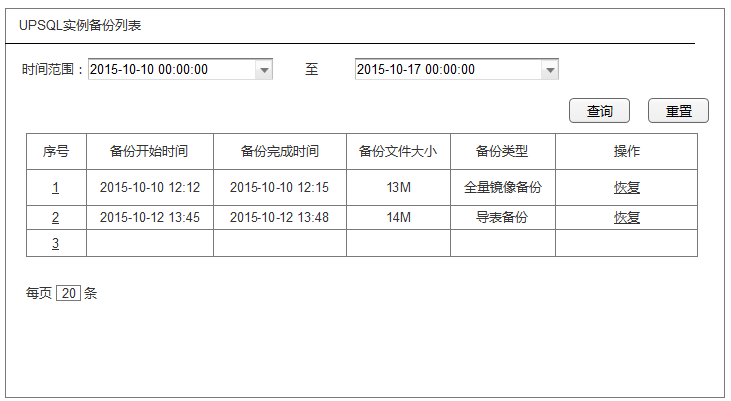 UPSQL实例备份列表
时间范围： 2015-10-10 00:00:00 至 2015-10-17 00:00:00
查询 重置
序号 备份开始时间 备份完成时间 备份文件大小 备份类型 操作
1 2015-10-10 12:12 2015-10-10 12:15 13M 全量镜像备份 恢复
2 2015-10-12 13:45 2015-10-12 13:48 14M 导表备份 恢复
3
每页 20 条